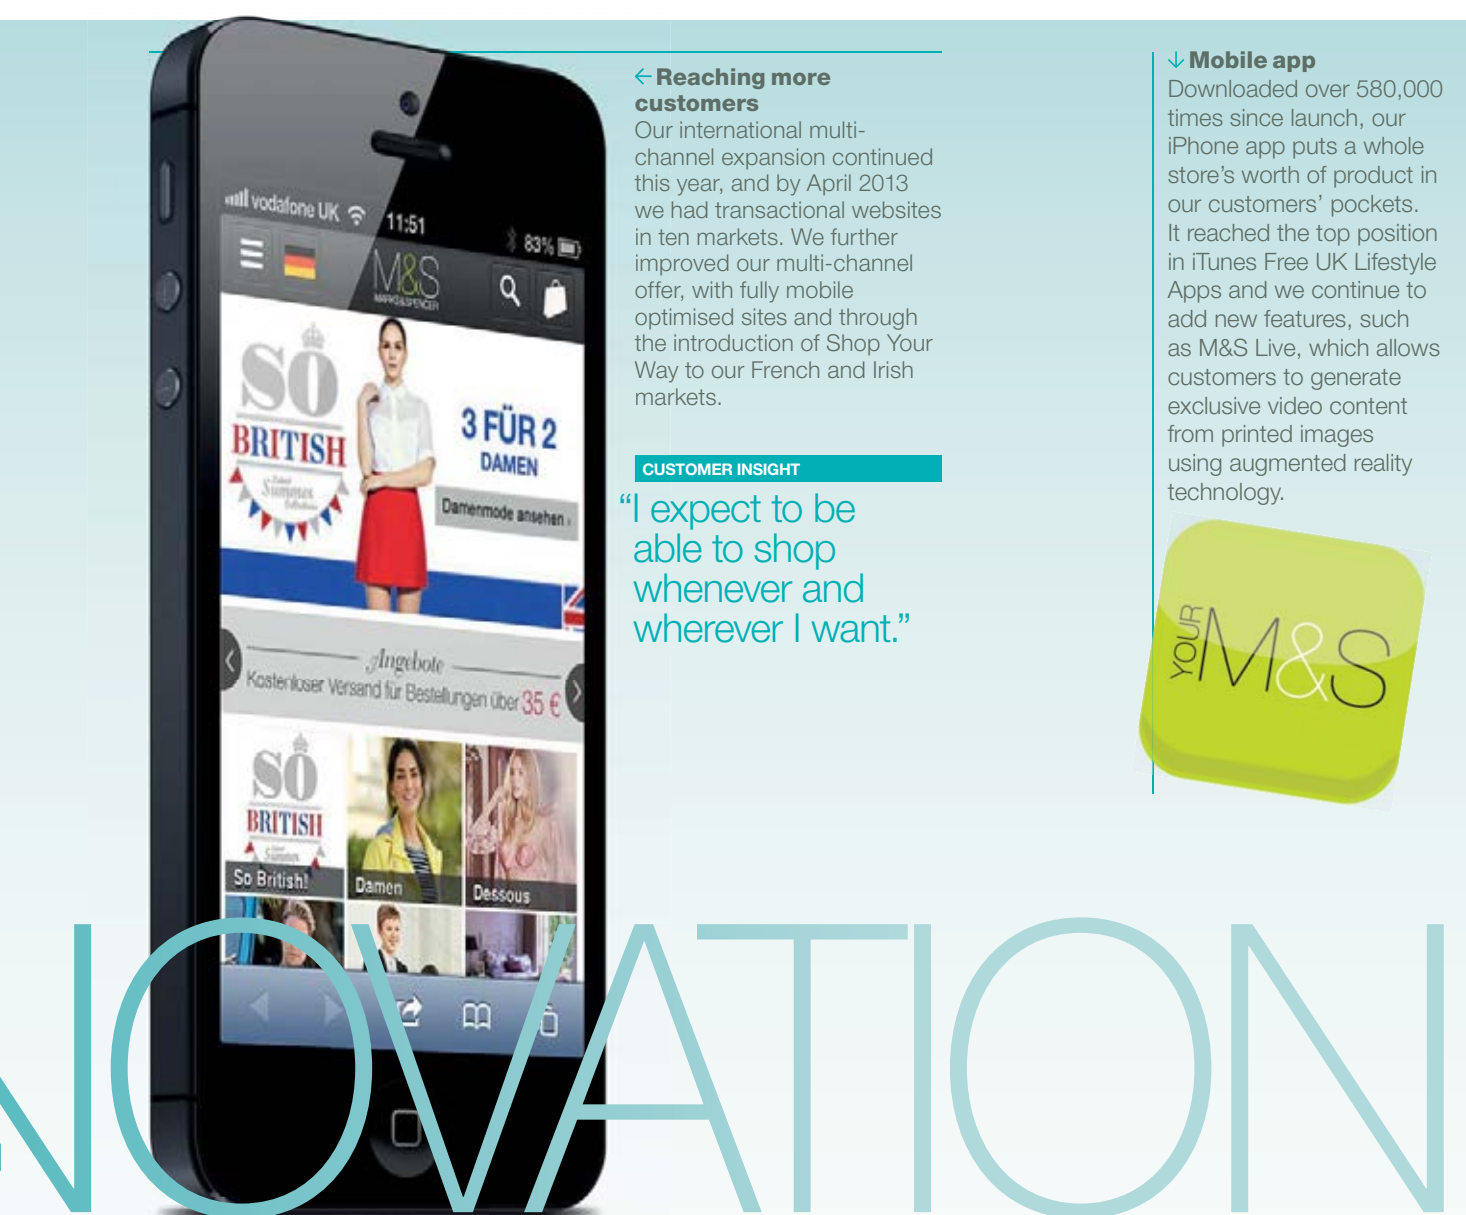 ← Reaching more
customers
Our international multi-
channel expansion continued
this year, and by April 2013
we had transactional websites
in ten markets. We further
improved our multi-channel
offer, with fully mobile
optimised sites and through
the introduction of Shop Your
Way to our French and Irish
markets.
CUSTOMER INSIGHT
“I expect to be
able to shop
whenever and
wherever I want.”
↓ Mobile app
Downloaded over 580,000
times since launch, our
iPhone app puts a whole
store’s worth of product in
our customers’ pockets.
It reached the top position
in iTunes Free UK Lifestyle
Apps and we continue to
add new features, such
as M&S Live, which allows
customers to generate
exclusive video content
from printed images
using augmented reality
technology.
YOUR M&S
vodafone UK 11:51 83%
M&S
MARKS & SPENCER
SO
BRITISH
Summer
3 FÜR 2
DAMEN
Damenmode ansehen ›
Angebote
Kostenloser Versand für Bestellungen über 35 €
SO
BRITISH
Summer
So British!
Damen
Dessous
NOVATION